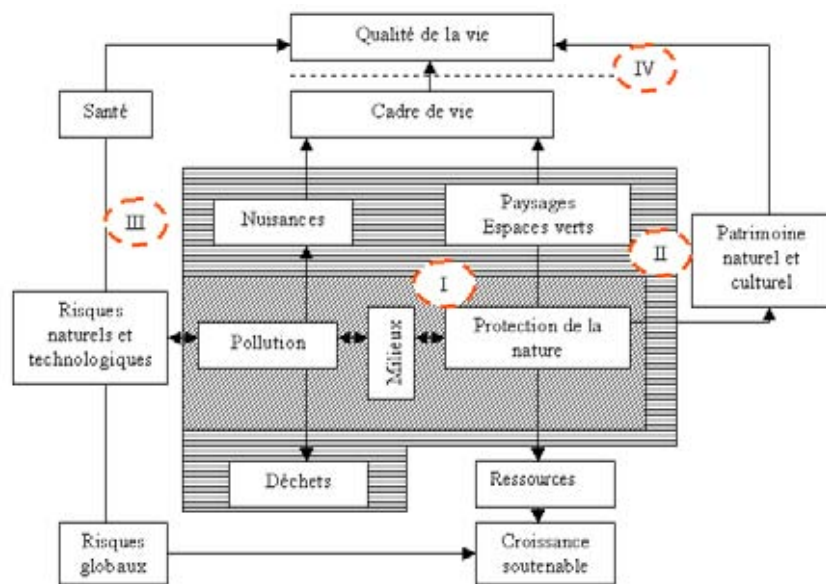 Qualité de la vie
IV
Santé
Cadre de vie
III
Nuisances
Paysages
Espaces verts
II
Patrimoine
naturel et
culturel
I
Risques
naturels et
technologiques
Pollution
Milieux
Protection de la
nature
Déchets
Ressources
Risques
globaux
Croissance
soutenable